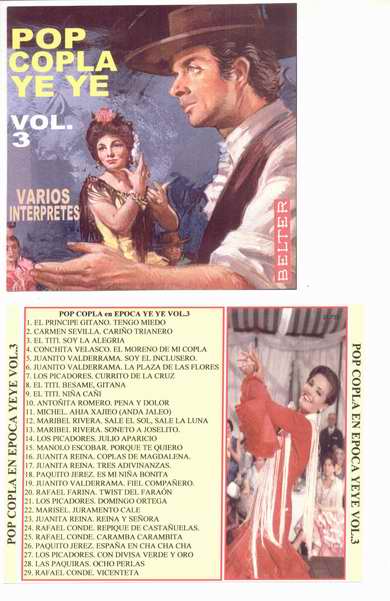 POP
COPLA
YE YE
VOL.
3
VARIOS
INTERPRETES
BELTER
POP COPLA EN EPOCA YEYE VOL.3
POP COPLA en EPOCA YE YE VOL.3
1. EL PRINCIPE GITANO. TENGO MIEDO
2. CARMEN SEVILLA. CARIÑO TRIANERO
3. EL TITI. SOY LA ALEGRIA
4. CONCHITA VELASCO. EL MORENO DE MI COPLA
5. JUANITO VALDERRAMA. SOY EL INCLUSERO.
6. JUANITO VALDERRAMA. LA PLAZA DE LAS FLORES
7. LOS PICADORES. CURRITO DE LA CRUZ
8. EL TITI. BESAME, GITANA
9. EL TITI. NIÑA CAÑI
10. ANTOÑITA ROMERO. PENA Y DOLOR
11. MICHEL. AHIA XAJIEO (ANDA JALEO)
12. MARIBEL RIVERA. SALE EL SOL, SALE LA LUNA
13. MARIBEL RIVERA. SONETO A JOSELITO.
14. LOS PICADORES. JULIO APARICIO
15. MANOLO ESCOBAR. PORQUE TE QUIERO
16. JUANITA REINA. COPLAS DE MAGDALENA.
17. JUANITA REINA. TRES ADIVINANZAS.
18. PAQUITO JEREZ. ES MI NIÑA BONITA
19. JUANITO VALDERRAMA. FIEL COMPAÑERO.
20. RAFAEL FARINA. TWIST DEL FARAÓN
21. LOS PICADORES. DOMINGO ORTEGA
22. MARISEL. JURAMENTO CALE
23. JUANITA REINA. REINA Y SEÑORA
24. RAFAEL CONDE. REPIQUE DE CASTAÑUELAS.
25. RAFAEL CONDE. CARAMBA CARAMBITA
26. PAQUITO JEREZ. ESPAÑA EN CHA CHA CHA
27. LOS PICADORES. CON DIVISA VERDE Y ORO
28. LAS PAQUIRAS. OCHO PERLAS
29. RAFAEL CONDE. VICENTETA
POP COPLA EN EPOCA YEYE VOL.3